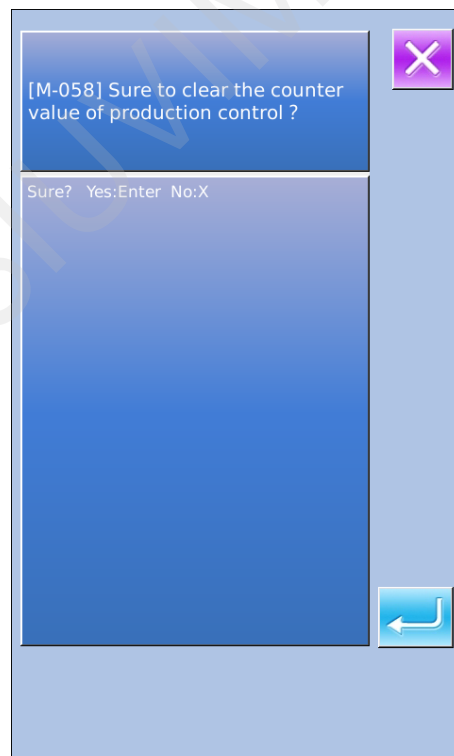 [M-058] Sure to clear the counter
value of production control ?
Sure? Yes:Enter No:X